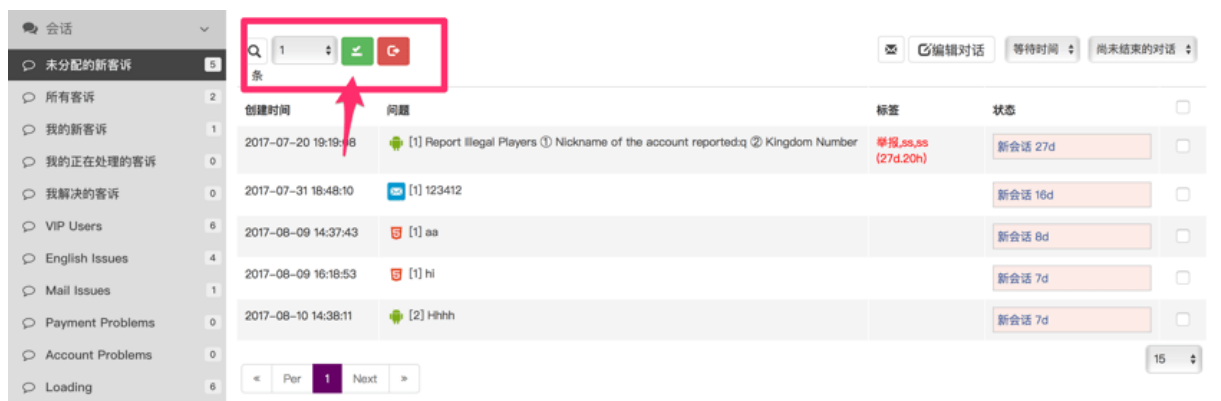 会话
未分配的新客诉 5
所有客诉 2
我的新客诉 1
我的正在处理的客诉 0
我解决的客诉 0
VIP Users 6
English Issues 4
Mail Issues 1
Payment Problems 0
Account Problems 0
Loading 6
1
条
编辑对话 等待时间 尚未结束的对话
创建时间 问题 标签 状态
2017-07-20 19:19:08 [1] Report Illegal Players ① Nickname of the account reported:q ② Kingdom Number 举报,ss,ss 新会话 27d
(27d.20h)
2017-07-31 18:48:10 [1] 123412 新会话 16d
2017-08-09 14:37:43 [1] aa 新会话 8d
2017-08-09 16:18:53 [1] hi 新会话 7d
2017-08-10 14:38:11 [2] Hhhh 新会话 7d
15
« Per 1 Next »